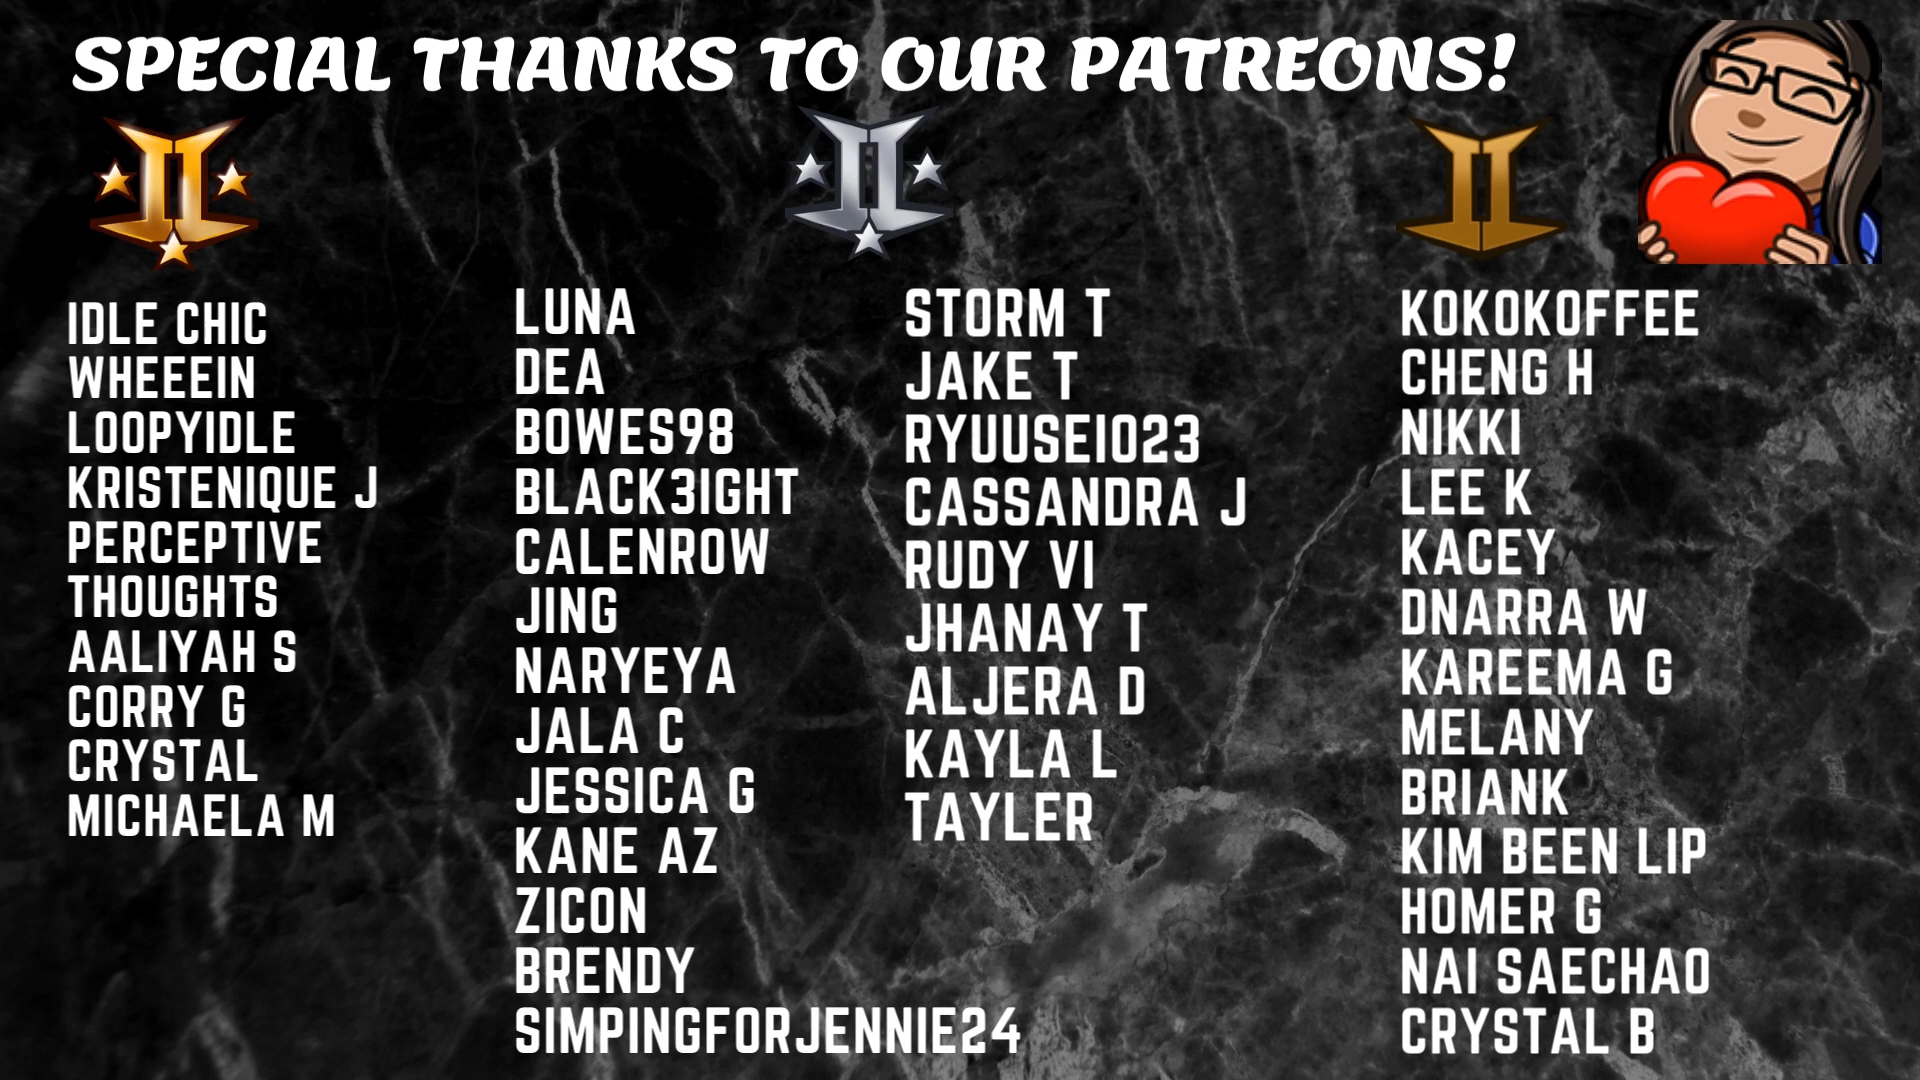 SPECIAL THANKS TO OUR PATREONS!
IDLE CHIC
WHEEEIN
LOOPYIDLE
KRISTENIQUE J
PERCEPTIVE
THOUGHTS
AALIYAH S
CORRY G
CRYSTAL
MICHAELA M
LUNA
DEA
BOWES98
BLACK3IGHT
CALENROW
JING
NARYEYA
JALA C
JESSICA G
KANE AZ
ZICON
BRENDY
SIMPINGFORJENNIE24
STORM T
JAKE T
RYUUSEI023
CASSANDRA J
RUDY VI
JHANAY T
ALJERA D
KAYLA L
TAYLER
KOKOKOFFEE
CHENG H
NIKKI
LEE K
KACEY
DNARRA W
KAREEMA G
MELANY
BRIANK
KIM BEEN LIP
HOMER G
NAI SAECHAO
CRYSTAL B